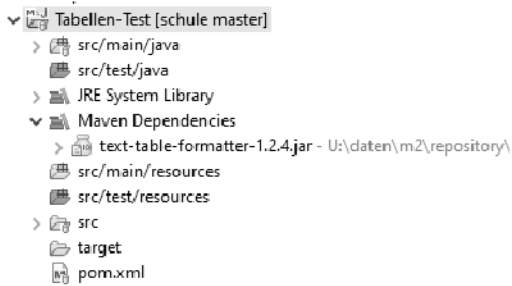 Tabellen-Test [schule master]
src/main/java
src/test/java
JRE System Library
Maven Dependencies
text-table-formatter-1.2.4.jar - U:\daten\m2\repository\
src/main/resources
src/test/resources
src
target
pom.xml